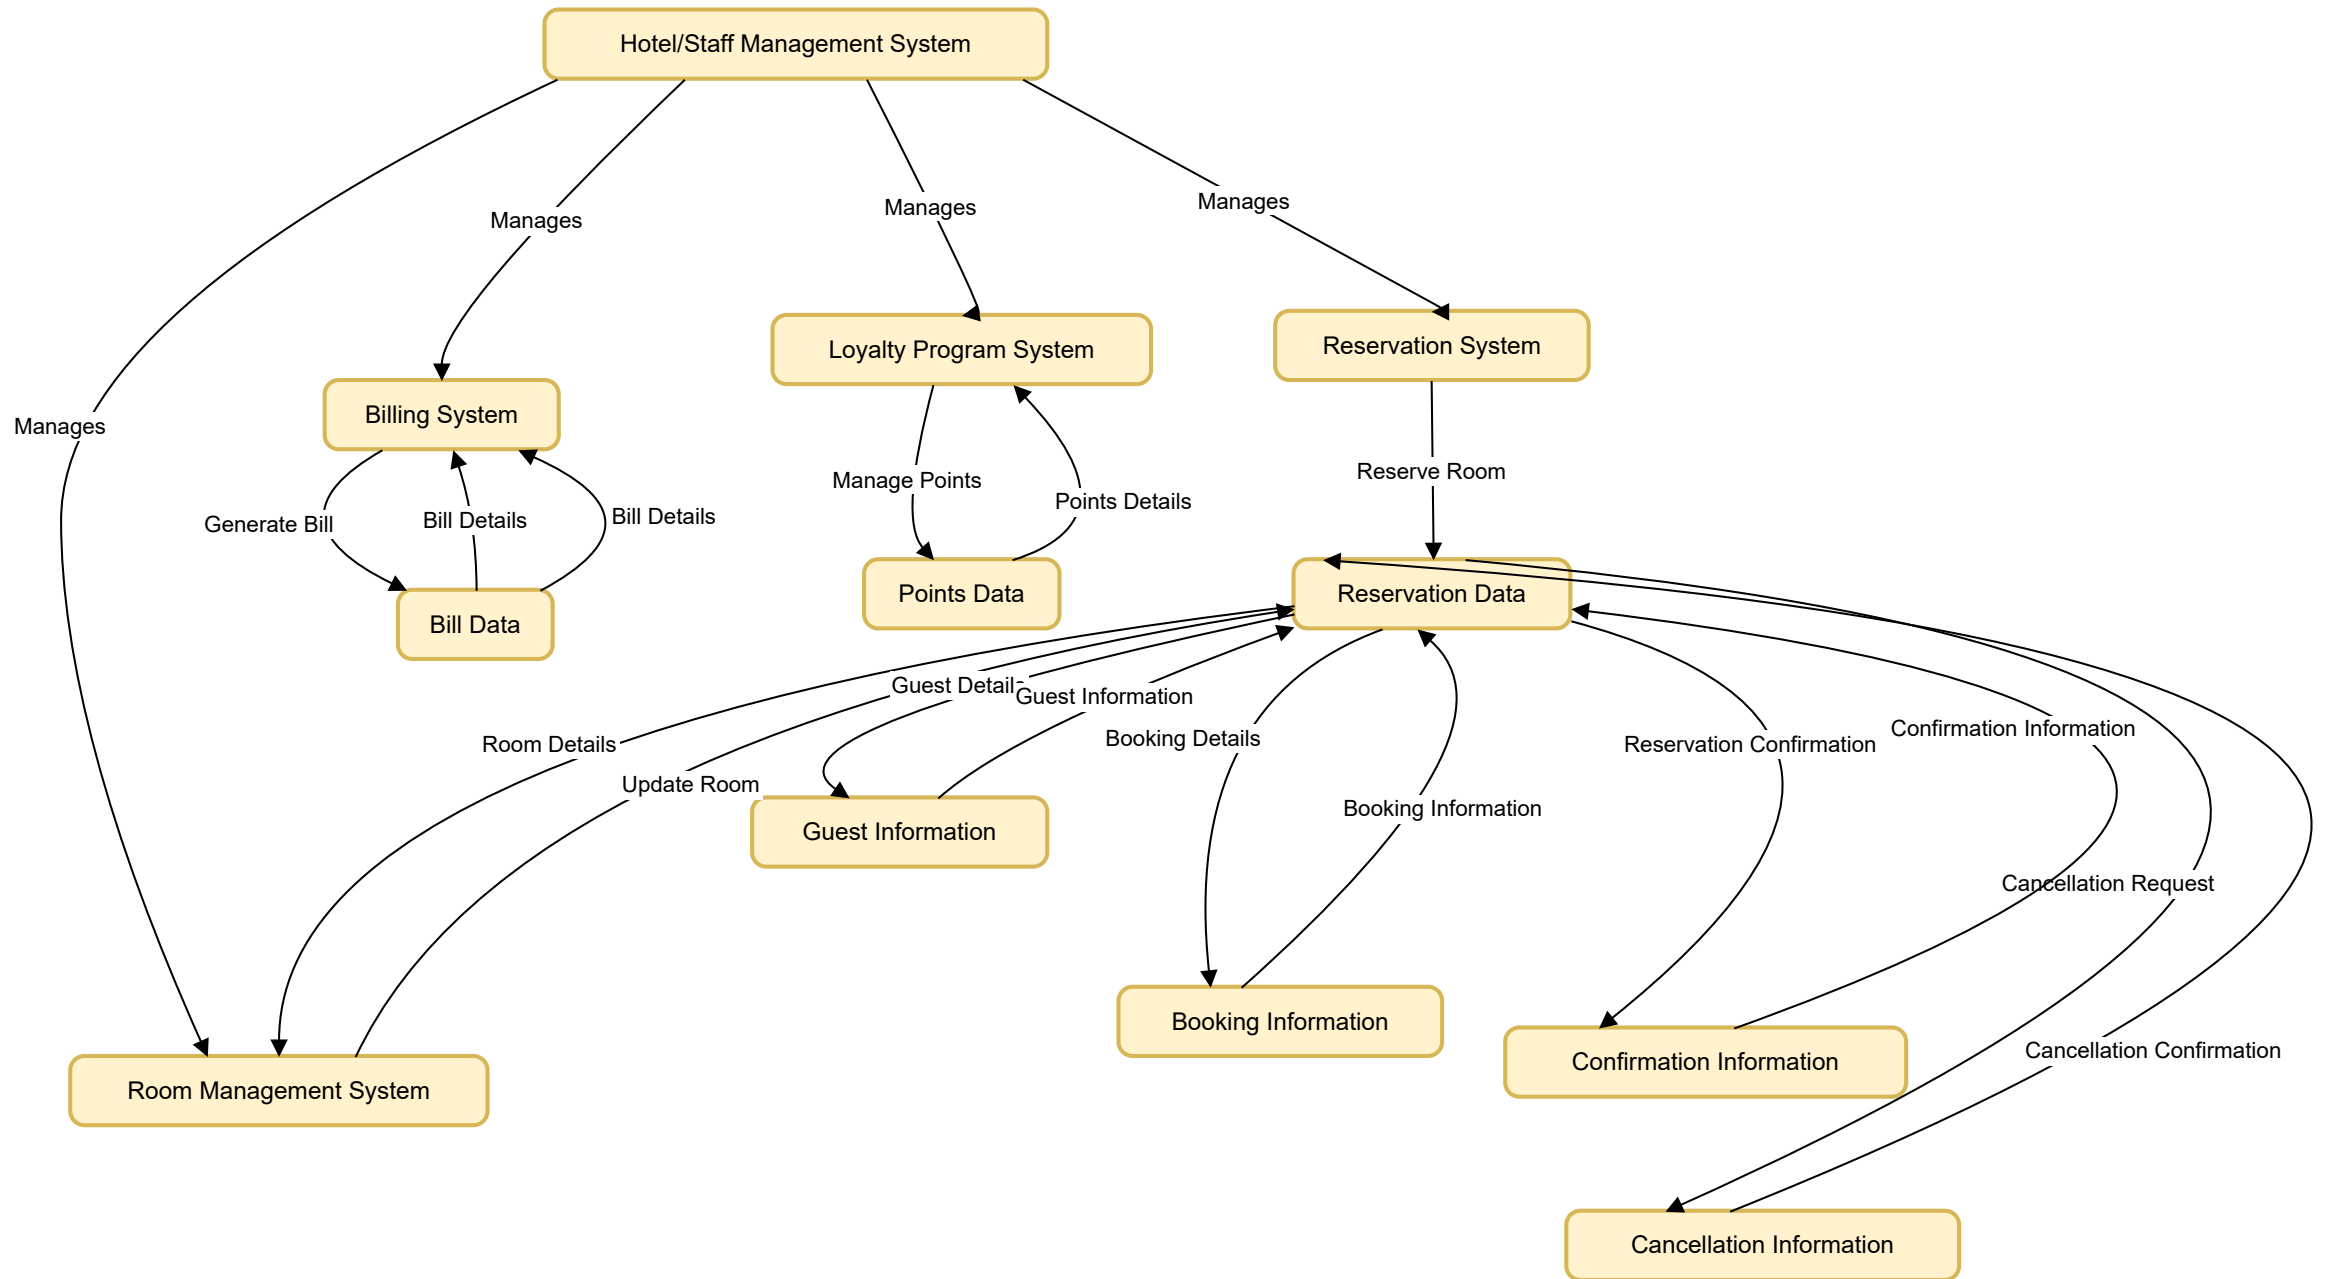 Hotel/Staff Management System
Manages
Manages
Manages
Manages
Loyalty Program System
Reservation System
Billing System
Manages
Generate Bill
Bill Details
Bill Details
Manage Points
Points Details
Reserve Room
Bill Data
Points Data
Reservation Data
Guest Details
Guest Information
Room Details
Update Room
Booking Details
Reservation Confirmation
Confirmation Information
Guest Information
Booking Information
Cancellation Request
Booking Information
Confirmation Information
Cancellation Confirmation
Room Management System
Cancellation Information